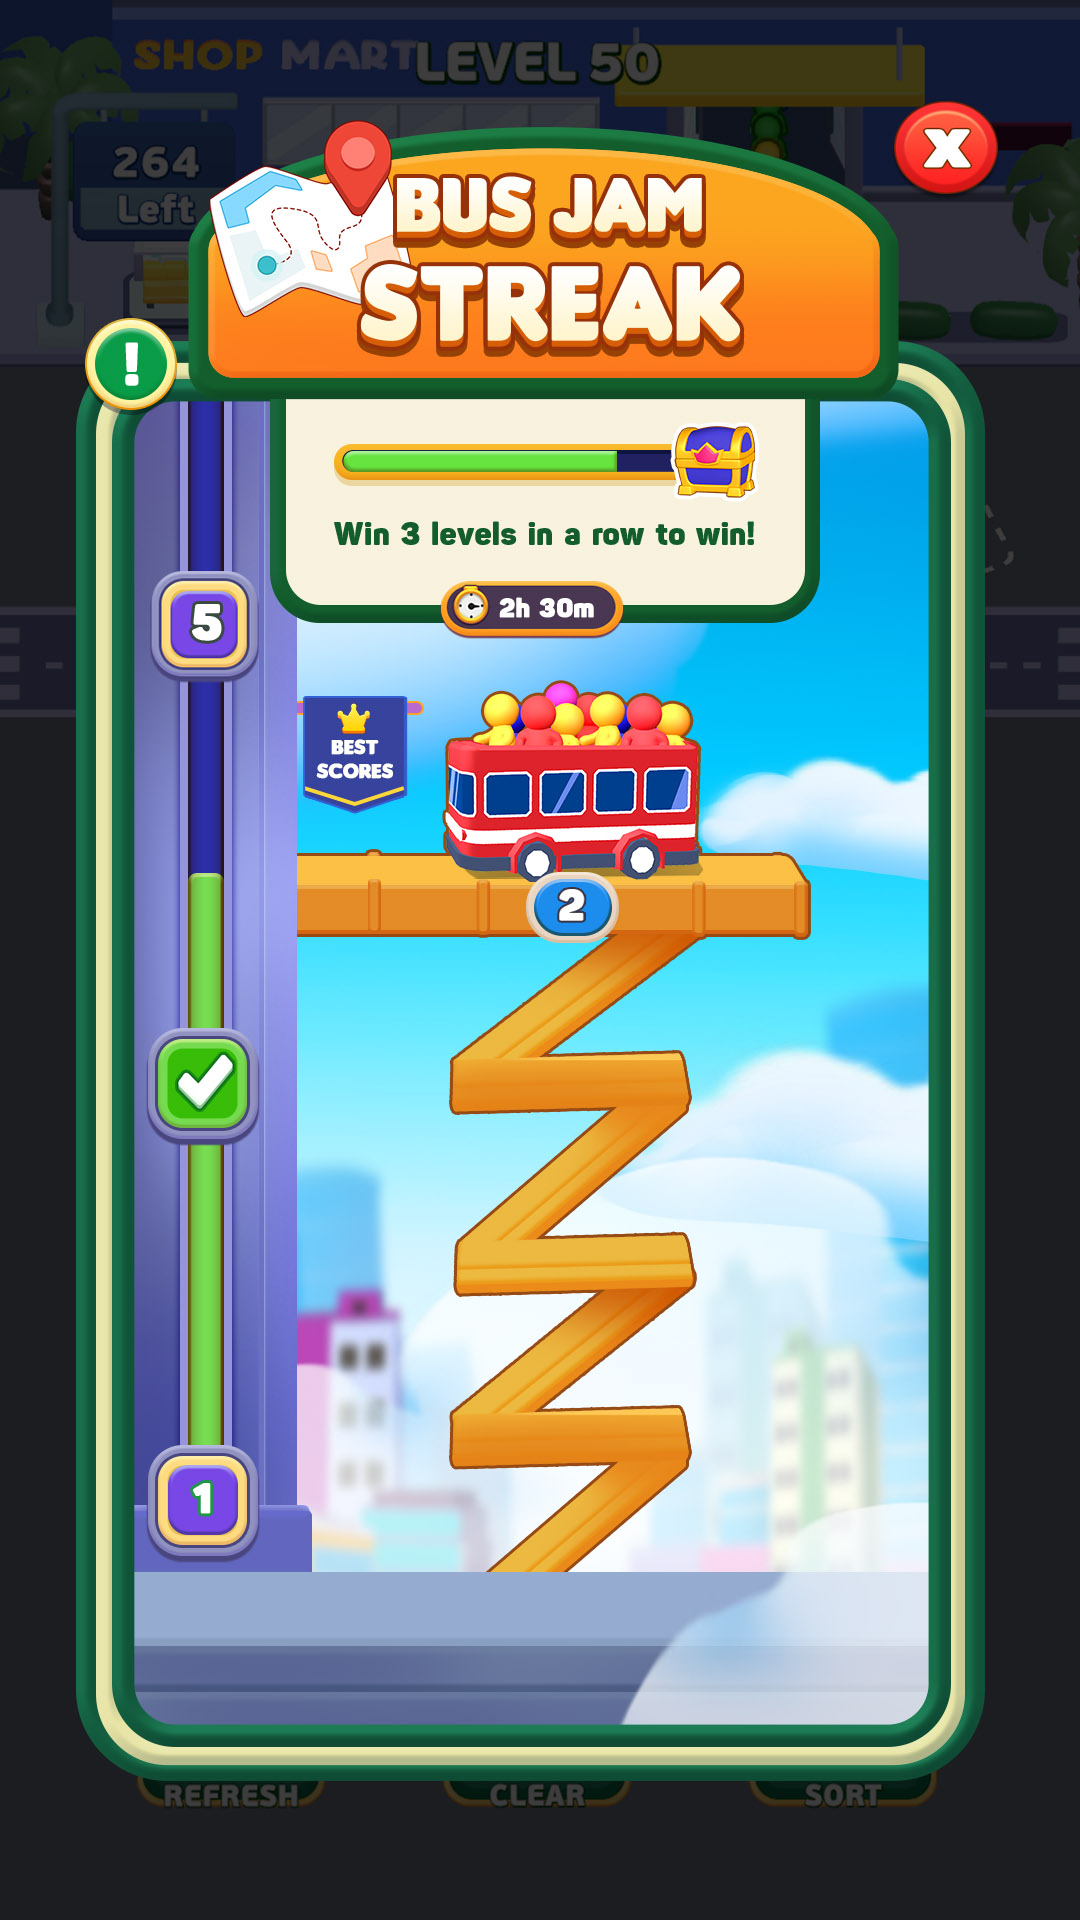 SHOP MART
LEVEL 50
264
Left
X
BUS JAM
STREAK
!
Win 3 levels in a row to win!
2h 30m
5
BEST
SCORES
2
1
REFRESH
CLEAR
SORT